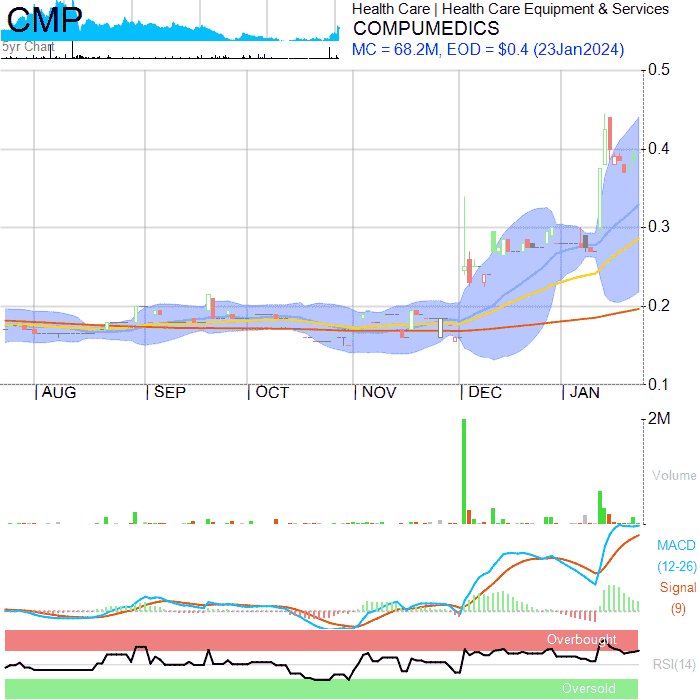 CMP
5yr Chart
Health Care | Health Care Equipment & Services
COMPUMEDICS
MC = 68.2M, EOD = $0.4 (23Jan2024)
0.5
0.4
0.3
0.2
0.1
| AUG | SEP | OCT | NOV | DEC | JAN
2M
Volume
MACD
(12-26)
Signal
(9)
Overbought
RSI(14)
Oversold